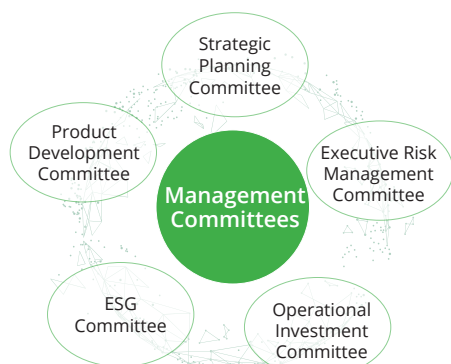 Strategic
Planning
Committee
Product
Development
Committee
Executive Risk
Management
Committee
Management
Committees
ESG
Committee
Operational
Investment
Committee